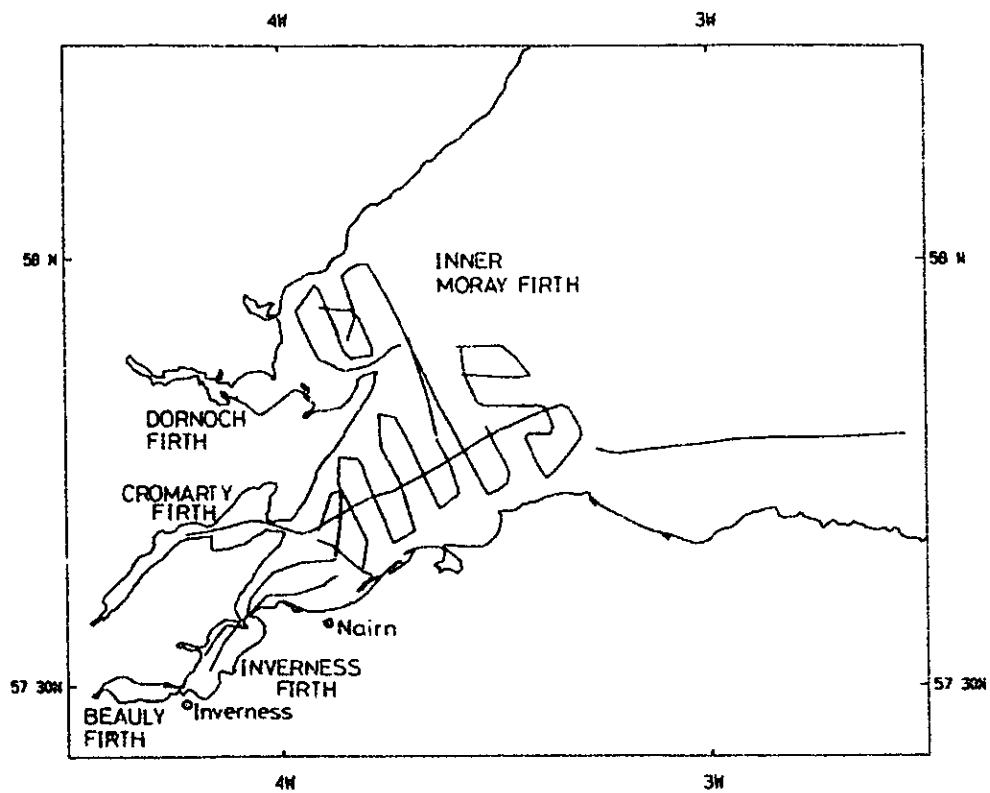 4W
3W
58 N
58 N
INNER
MORAY FIRTH
DORNOCH
FIRTH
CROMARTY
FIRTH
Nairn
INVERNESS
FIRTH
57 30N
57 30N
BEAULY
FIRTH
Inverness
4W
3W